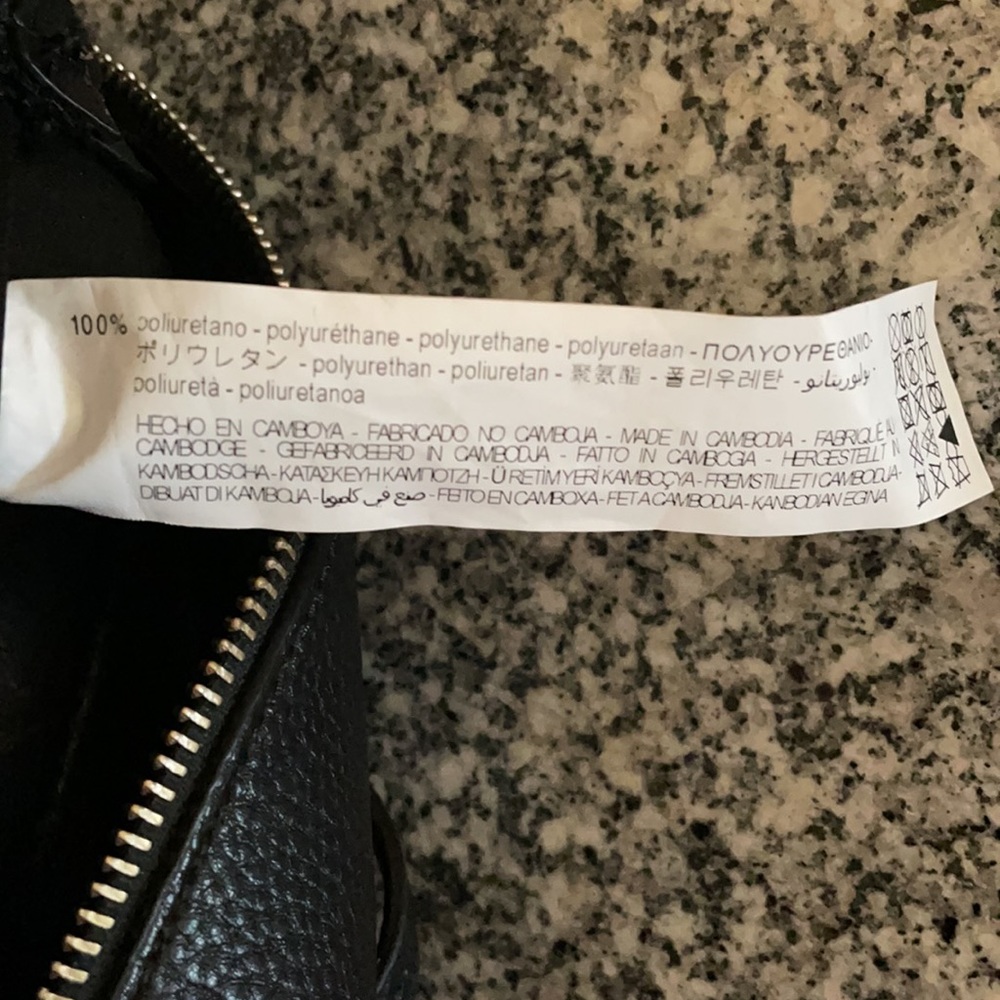 100% poliuretano - polyuréthane - polyurethane - polyuretaan - ΠΟΛΥΟΥΡΕΘΑΝΙΟ-
ポリウレタン - polyurethan - poliuretan - 聚氨酯 - 폴리우레탄 - بوليوريتانو -
poliuretà - poliuretanoa
HECHO EN CAMBOYA - FABRICADO NO CAMBOJA - MADE IN CAMBODIA - FABRIQUÉ AU
CAMBODGE - GEFABRICEERD IN CAMBODJA - FATTO IN CAMBOGIA - HERGESTELLT IN
KAMBODSCHA-ΚΑΤΑΣΚΕΥΗ ΚΑΜΠΟΤΖΗ-ÜRETİM YERİ KAMBOÇYA-FREMSTILLET I CAMBODJA-
DIBUAT DI KAMBOJA-صنع في كامبوديا-FEITO EN CAMBOXA-FET A CAMBODJA-KANBODIAN EGINA